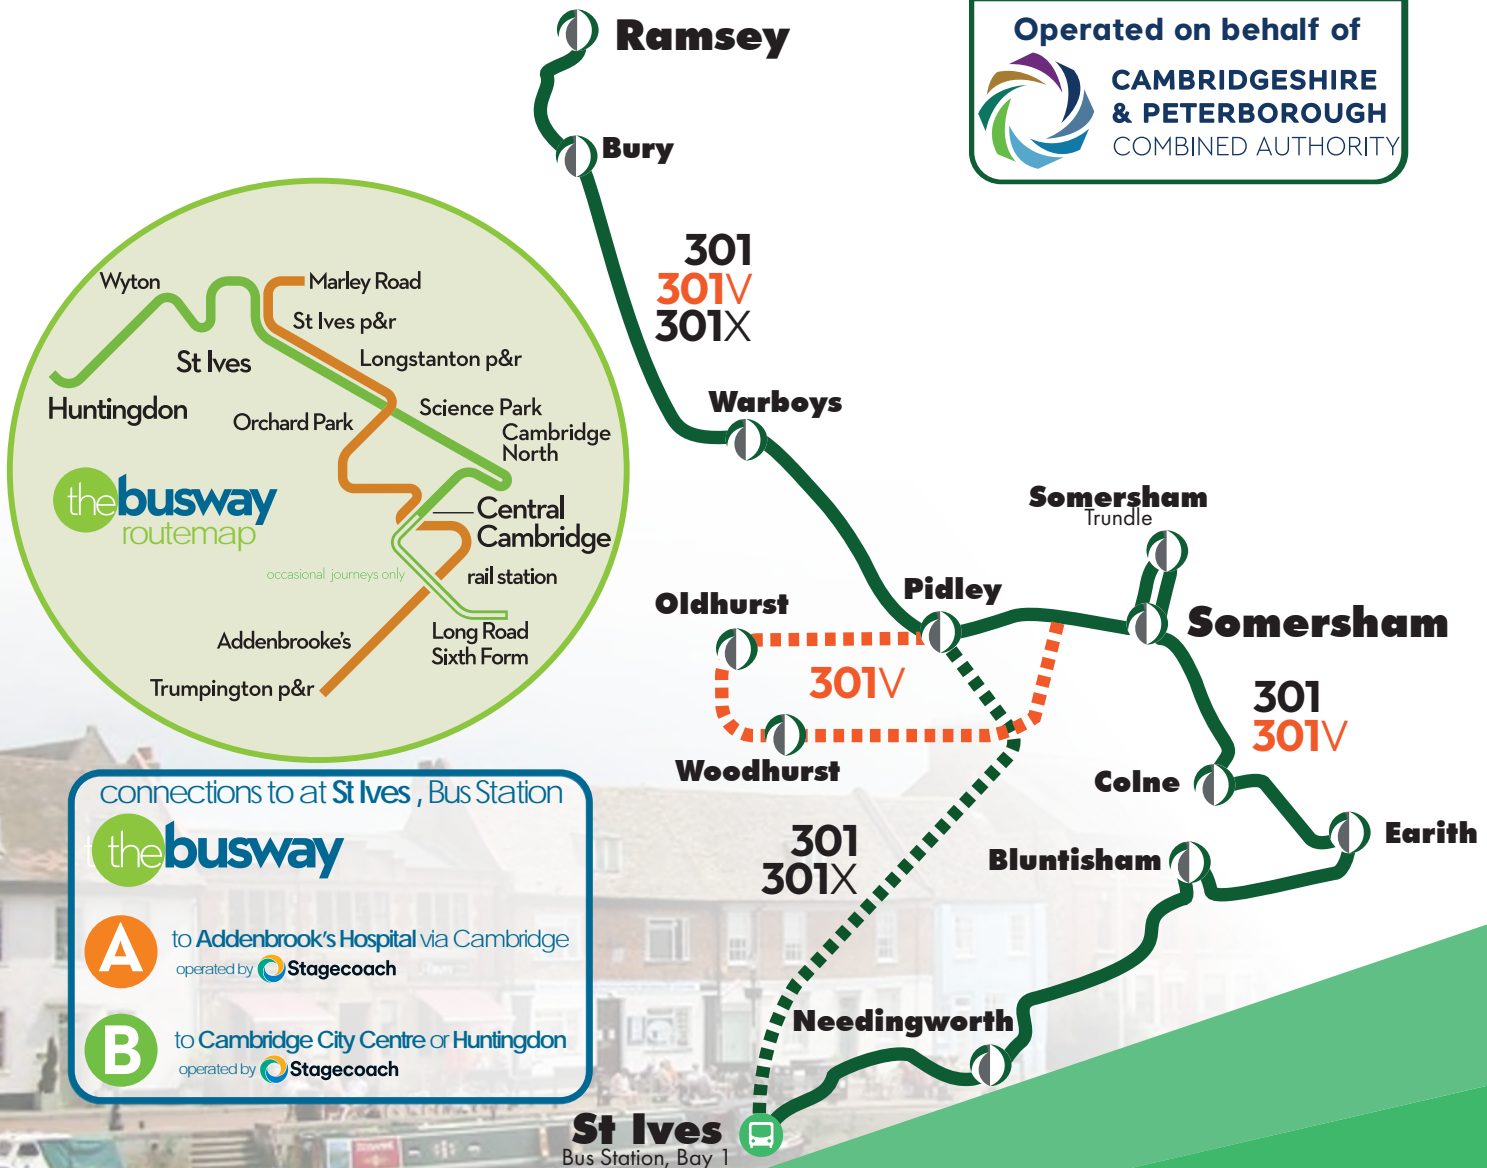 Ramsey
Operated on behalf of
CAMBRIDGESHIRE
& PETERBOROUGH
COMBINED AUTHORITY
Bury
301
301V
301X
Wyton
Marley Road
St Ives p&r
St Ives
Longstanton p&r
Huntingdon
Orchard Park
Science Park
Cambridge
North
the busway
routemap
Central
Cambridge
occasional journeys only
rail station
Addenbrooke's
Long Road
Sixth Form
Trumpington p&r
Warboys
Somersham
Trundle
Oldhurst
Pidley
Somersham
301V
301
301V
Woodhurst
Colne
Earith
Bluntisham
301
301X
Needingworth
St Ives
Bus Station, Bay 1
connections to at St Ives , Bus Station
the busway
A
to Addenbrook's Hospital via Cambridge
operated by Stagecoach
B
to Cambridge City Centre or Huntingdon
operated by Stagecoach